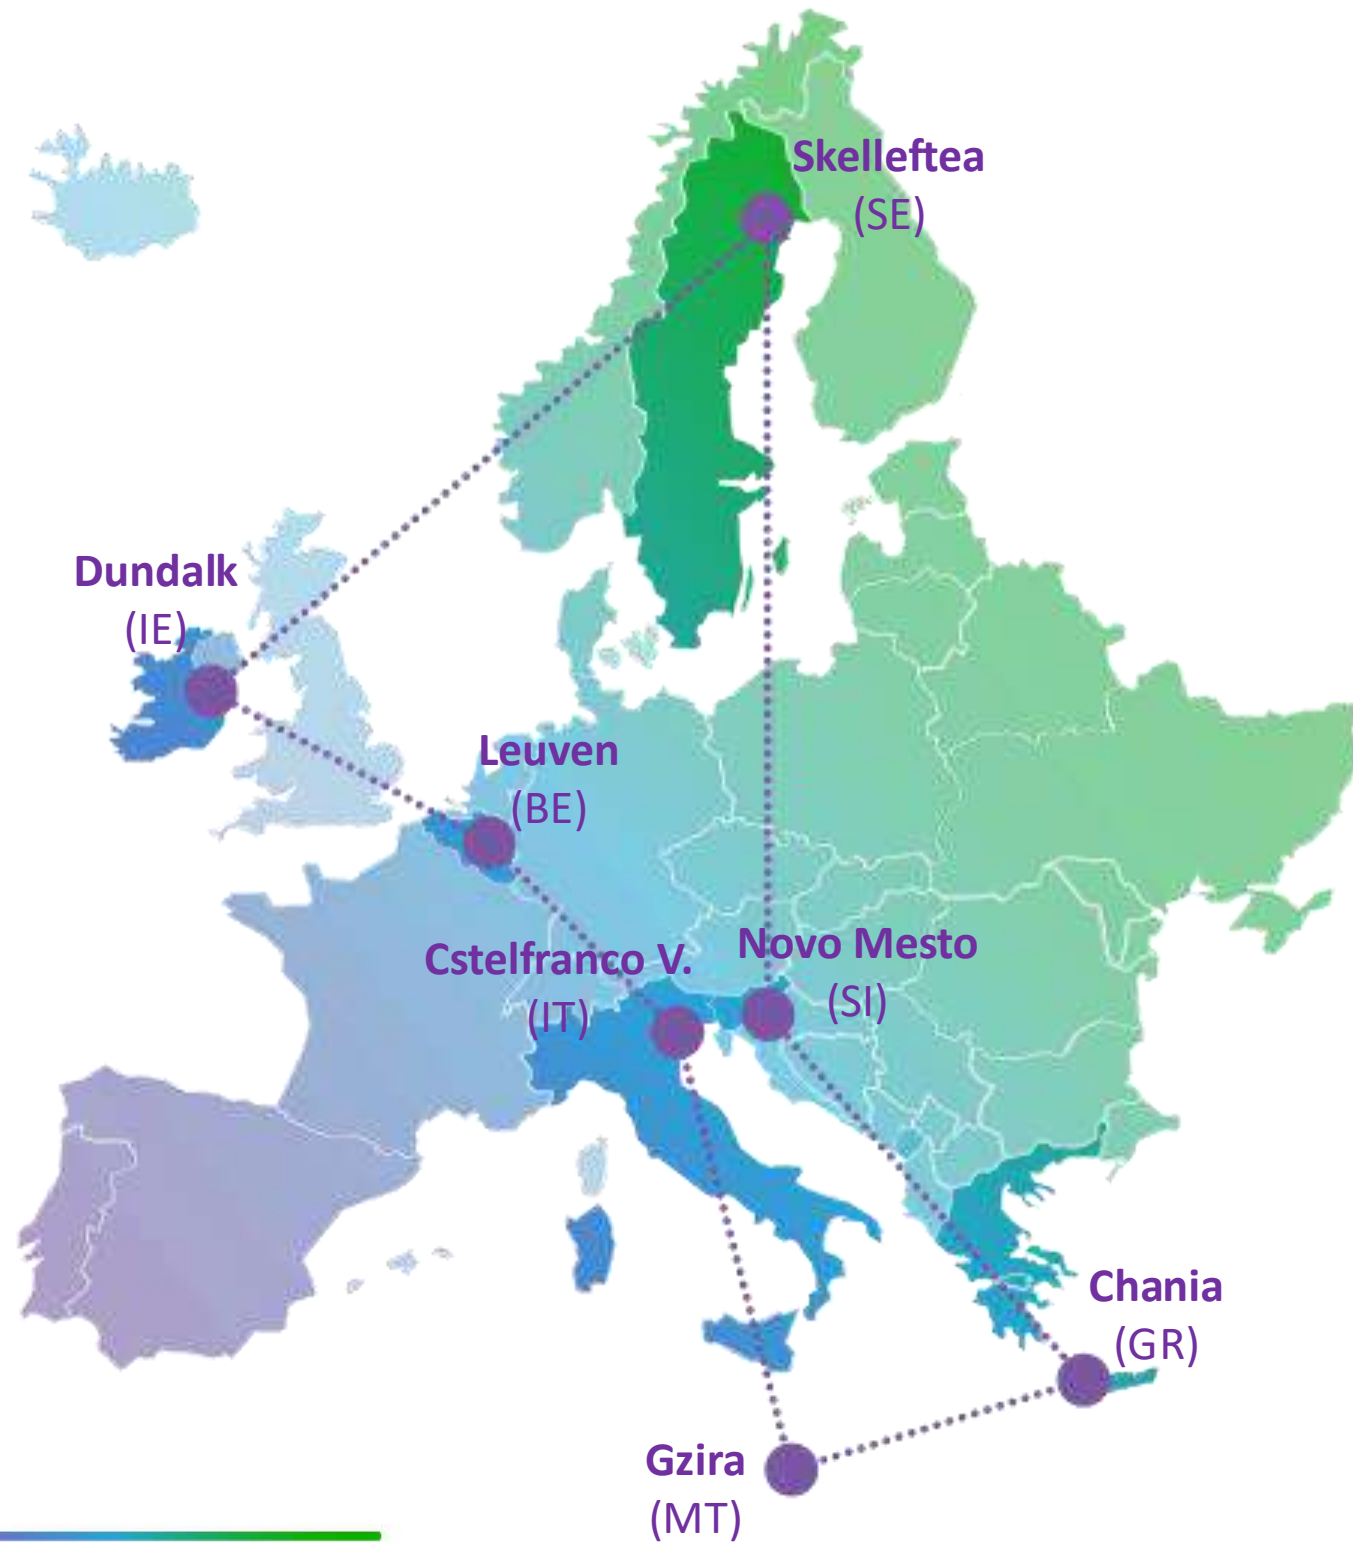 Skelleftea
(SE)
Dundalk
(IE)
Leuven
(BE)
Cstelfranco V.
(IT)
Novo Mesto
(SI)
Chania
(GR)
Gzira
(MT)